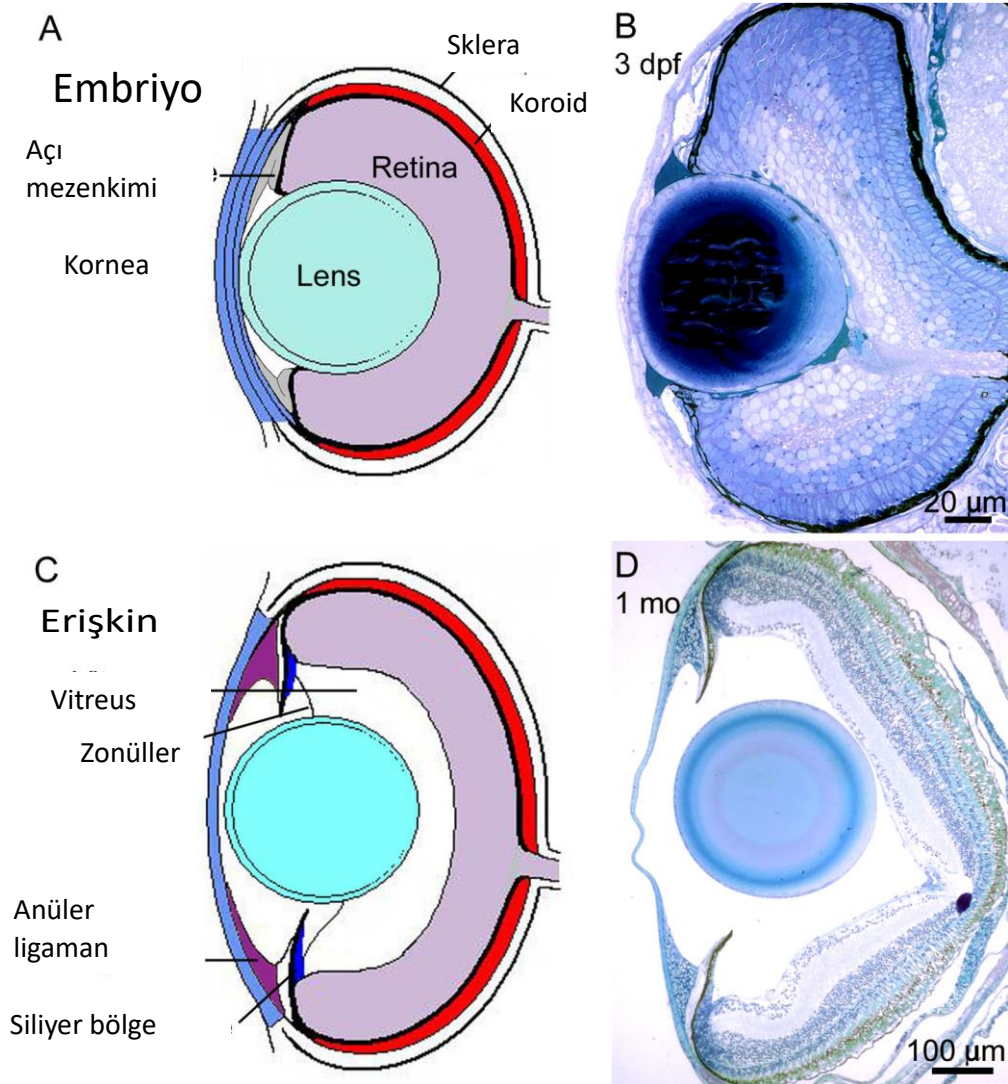 A
Embriyo
Sklera
Koroid
Açı
mezenkimi
Retina
Kornea
Lens
B
3 dpf
20 µm
C
Erişkin
Vitreus
Zonüller
Anüler
ligaman
Siliyer bölge
D
1 mo
100 µm